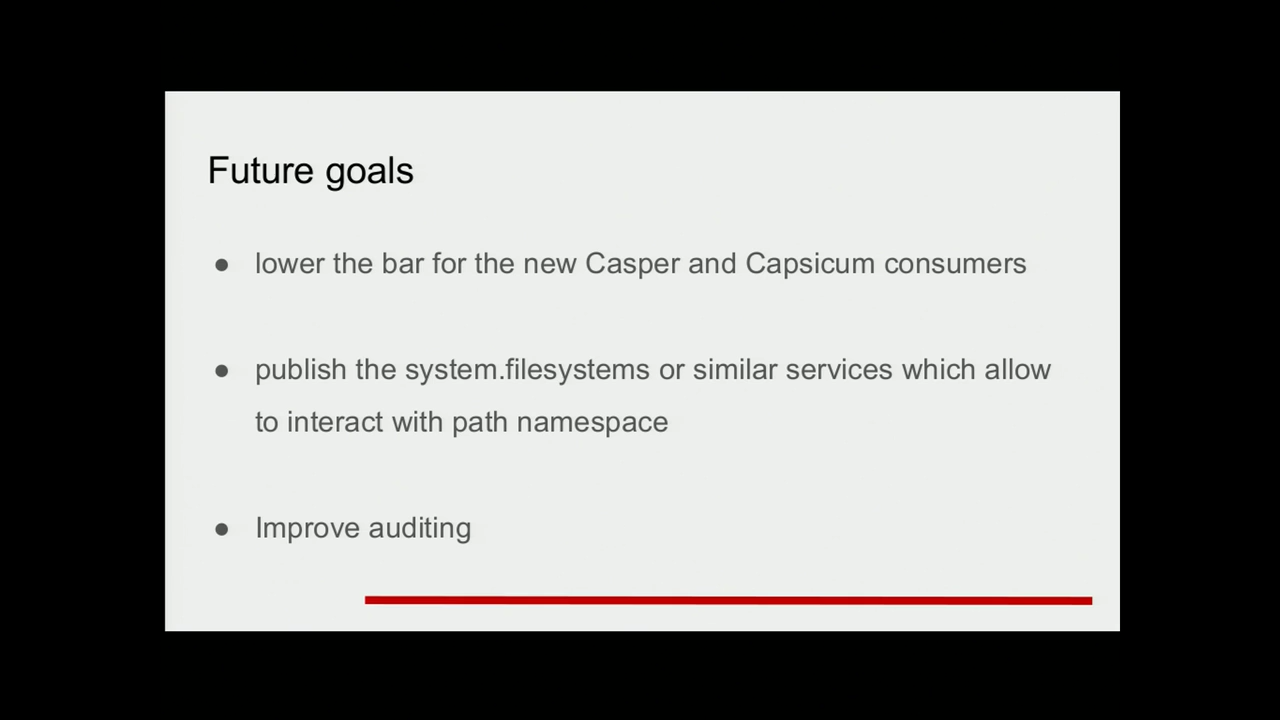 Future goals
● lower the bar for the new Casper and Capsicum consumers
● publish the system.filesystems or similar services which allow
to interact with path namespace
● Improve auditing